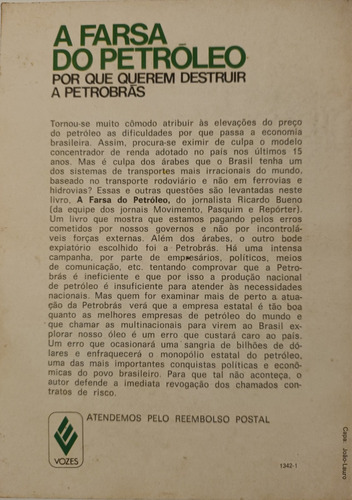 A FARSA
DO PETRÓLEO
POR QUE QUEREM DESTRUIR
A PETROBRÁS
Tornou-se muito cômodo atribuir às elevações do preço
do petróleo as dificuldades por que passa a economia
brasileira. Assim, procura-se eximir de culpa o modelo
concentrador de renda adotado no país nos últimos 15
anos. Mas é culpa dos árabes que o Brasil tenha um
dos sistemas de transportes mais irracionais do mundo,
baseado no transporte rodoviário e não em ferrovias e
hidrovias? Essas e outras questões são levantadas neste
livro, A Farsa do Petróleo, do jornalista Ricardo Bueno
(da equipe dos jornais Movimento, Pasquim e Repórter).
Um livro que mostra que estamos pagando pelos erros
cometidos por nossos governos e não por incontrolá-
veis forças externas. Além dos árabes, o outro bode
expiatório escolhido foi a Petrobrás. Há uma intensa
campanha, por parte de empresários, políticos, meios
de comunicação, etc. tentando comprovar que a Petro-
brás é ineficiente e que por isso a produção nacional
de petróleo é insuficiente para atender às necessidades
nacionais. Mas quem for examinar mais de perto a atua-
ção da Petrobrás verá que a empresa estatal é tão boa
quanto as melhores empresas de petróleo do mundo e
que chamar as multinacionais para virem ao Brasil ex-
plorar nosso óleo é um erro que custará caro ao país.
Um erro que ocasionará uma sangria de bilhões de dó-
lares e enfraquecerá o monopólio estatal do petróleo,
uma das mais importantes conquistas políticas e econô-
micas do povo brasileiro. Para que tal não aconteça, o
autor defende a imediata revogação dos chamados con-
tratos de risco.
VOZES
ATENDEMOS PELO REEMBOLSO POSTAL
1342-1
Capa: João-Lauro